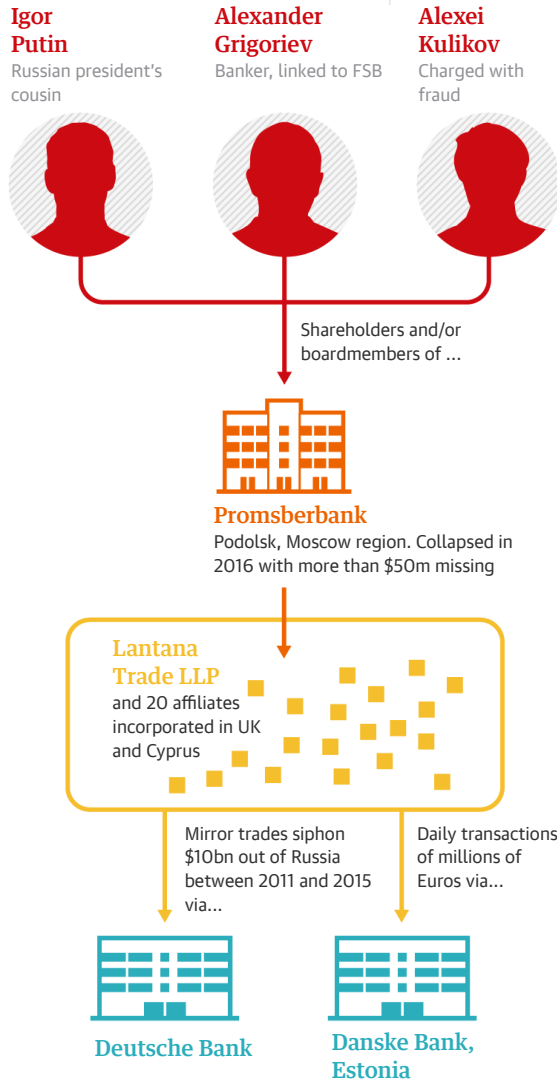 Igor
Putin
Russian president's
cousin
Alexander
Grigoriev
Banker, linked to FSB
Alexei
Kulikov
Charged with
fraud
Shareholders and/or
boardmembers of ...
Promsberbank
Podolsk, Moscow region. Collapsed in
2016 with more than $50m missing
Lantana
Trade LLP
and 20 affiliates
incorporated in UK
and Cyprus
Mirror trades siphon
$10bn out of Russia
between 2011 and 2015
via...
Daily transactions
of millions of
Euros via...
Deutsche Bank
Danske Bank,
Estonia